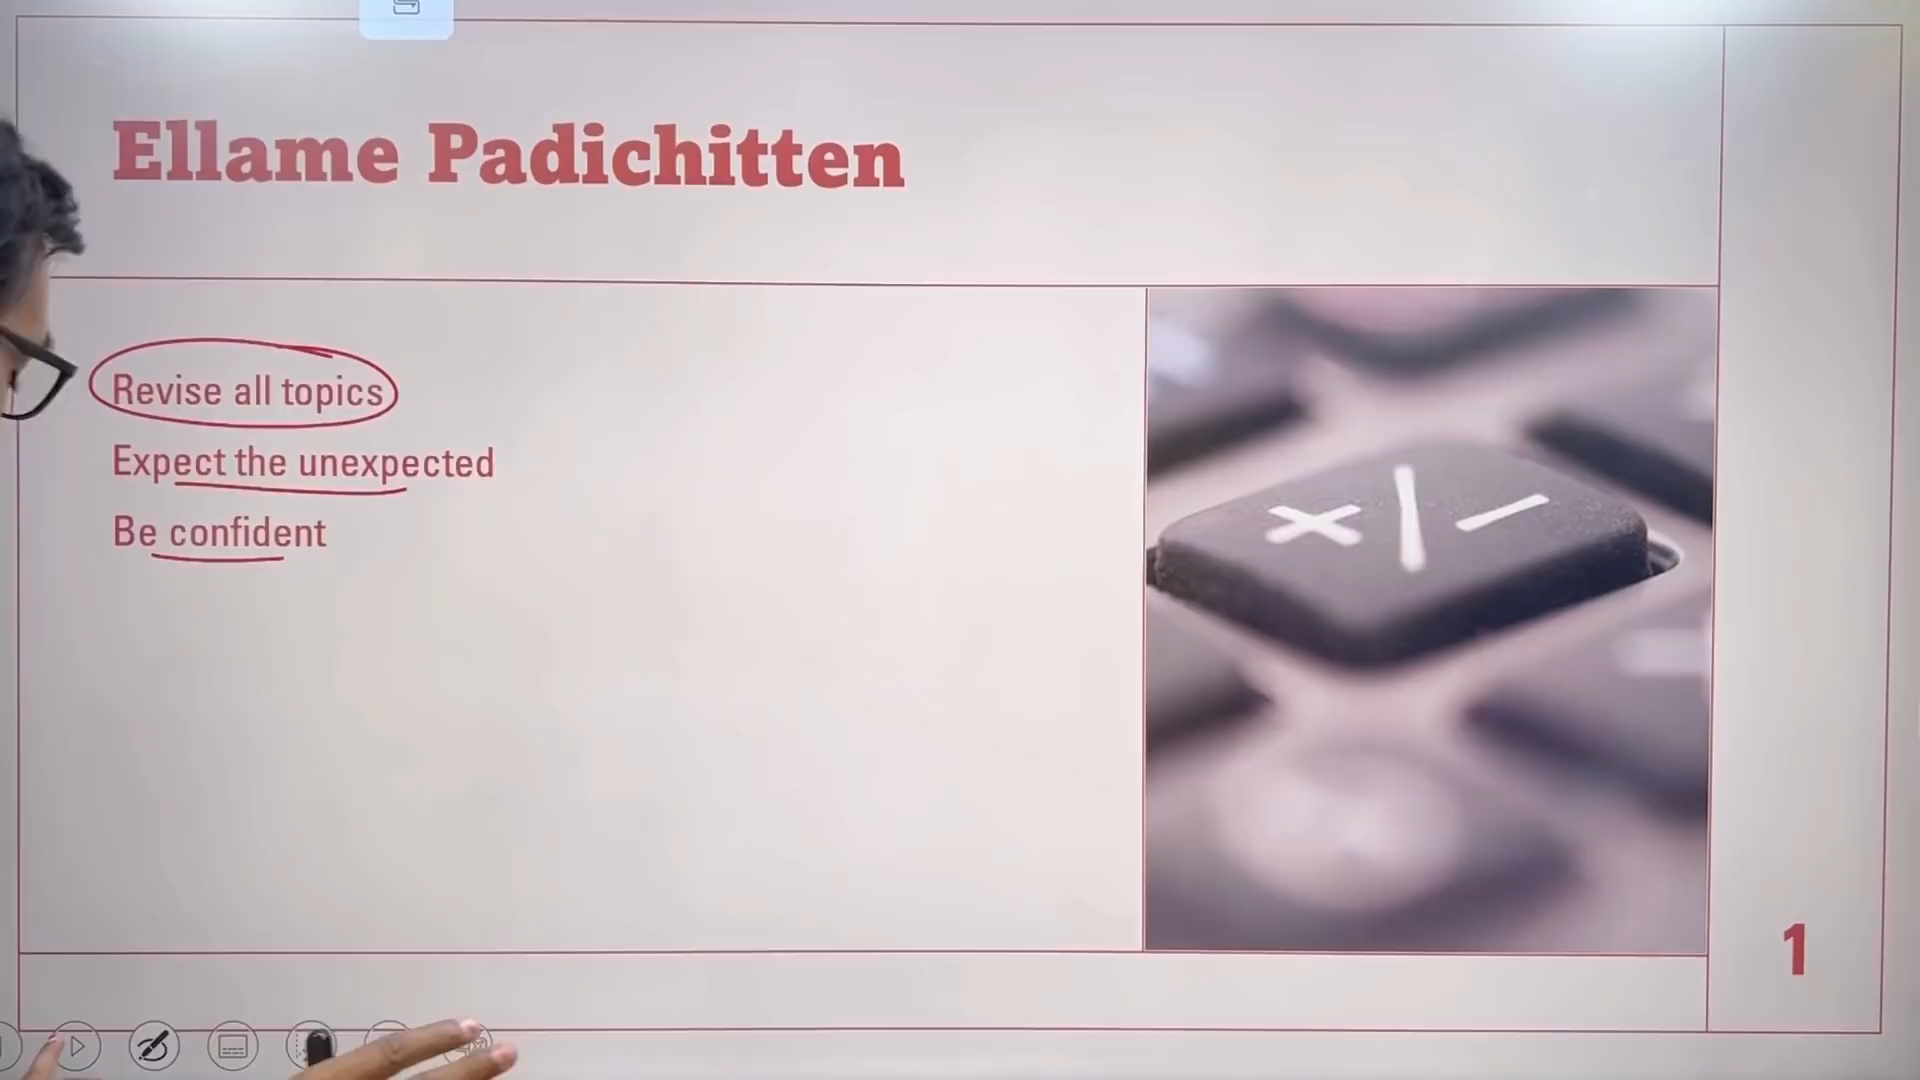 Ellame Padichitten
Revise all topics
Expect the unexpected
Be confident
+/-
1